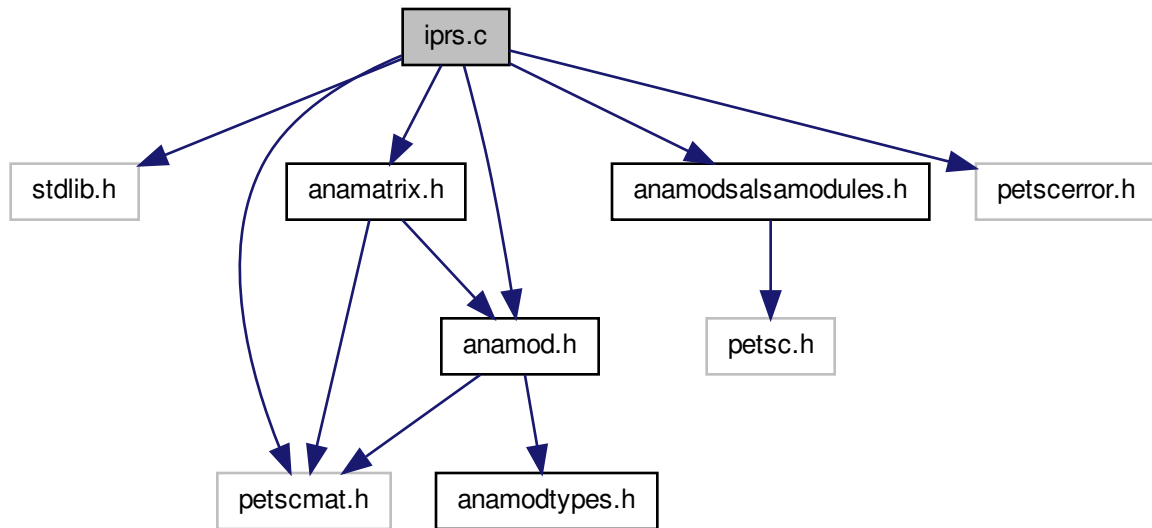 iprs.c
stdlib.h
anamatrix.h
anamodsalsamodules.h
petscerror.h
anamod.h
petsc.h
petscmat.h
anamodtypes.h